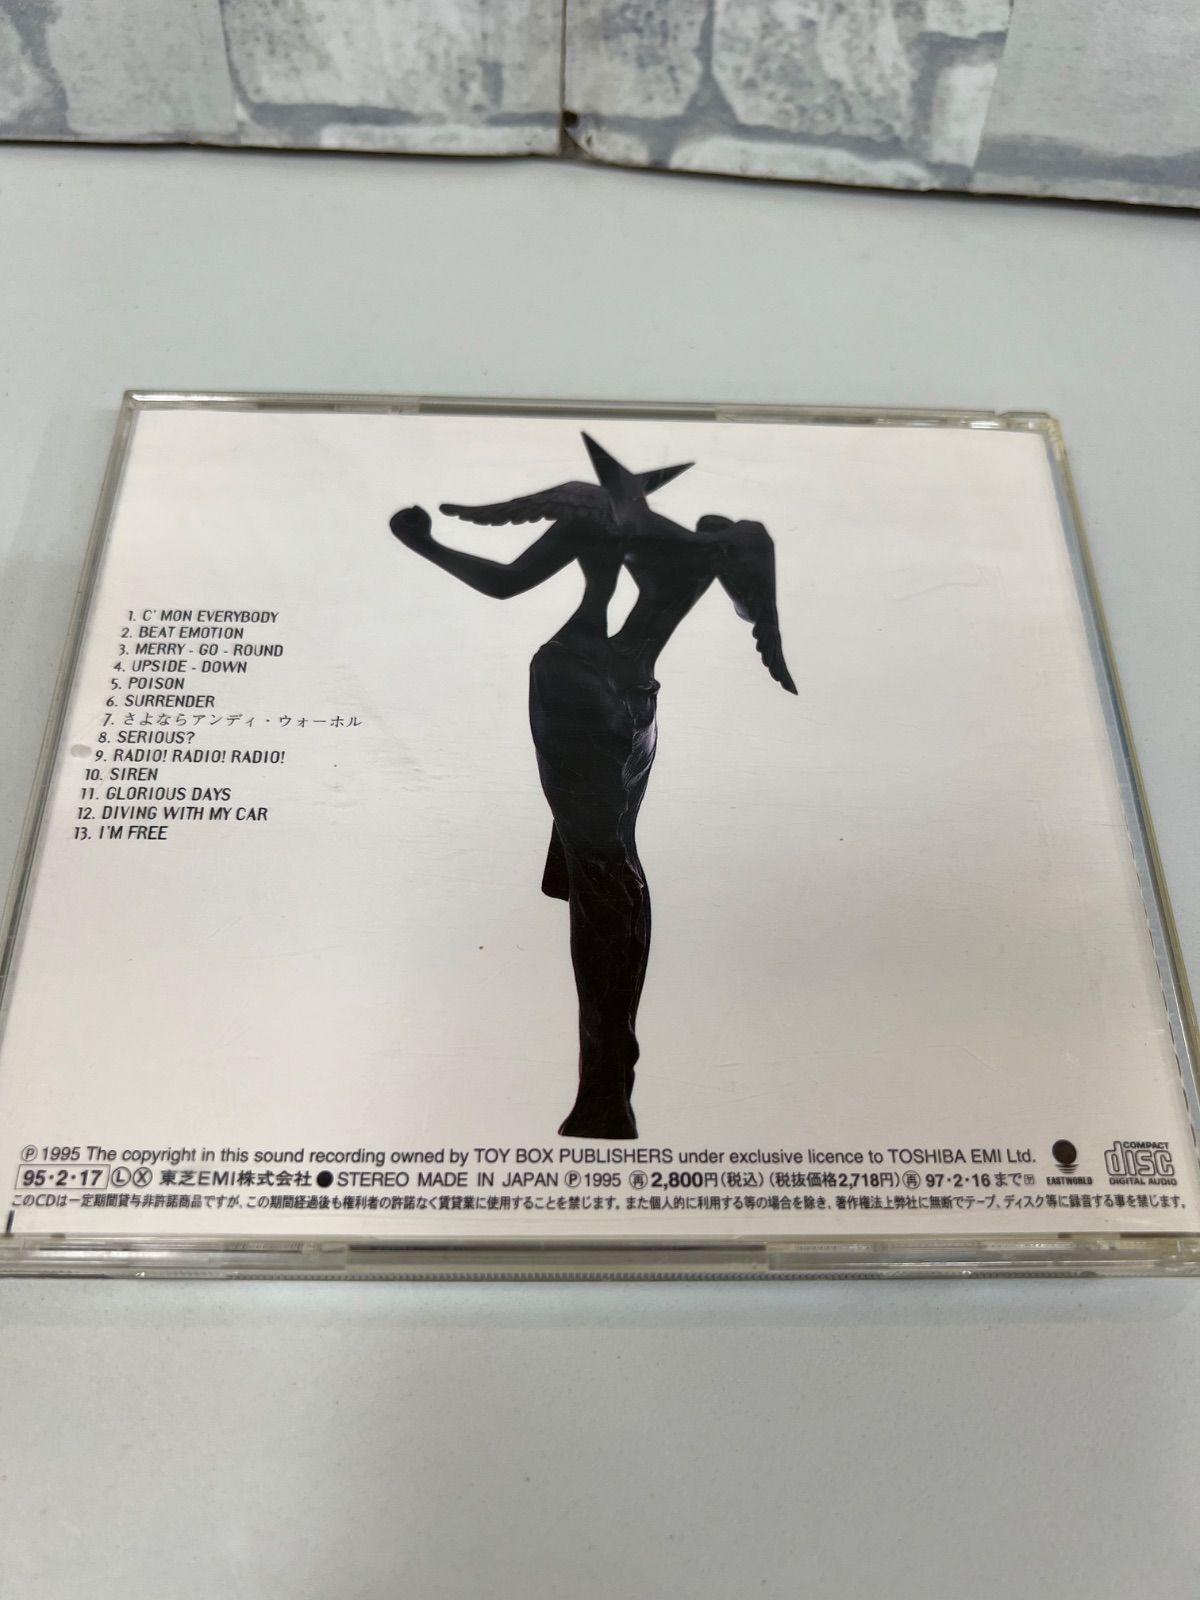 1. C'MON EVERYBODY
2. BEAT EMOTION
3. MERRY - GO - ROUND
4. UPSIDE - DOWN
5. POISON
6. SURRENDER
7. さよならアンディ・ウォーホル
8. SERIOUS?
9. RADIO! RADIO! RADIO!
10. SIREN
11. GLORIOUS DAYS
12. DIVING WITH MY CAR
13. I'M FREE
Ⓟ 1995 The copyright in this sound recording owned by TOY BOX PUBLISHERS under exclusive licence to TOSHIBA EMI Ltd.
95・2・17 Ⓛ Ⓧ 東芝EMI株式会社 ●STEREO MADE IN JAPAN Ⓟ 1995 再 2,800円(税込)(税抜価格2,718円) 再 97・2・16まで
このCDは一定期間貸与非許諾商品ですが、この期間経過後も権利者の許諾なく賃貸業に使用することを禁じます。また個人的に利用する等の場合を除き、著作権法上弊社に無断でテープ、ディスク等に録音する事を禁じます。
EASTWORLD
COMPACT
disc
DIGITAL AUDIO